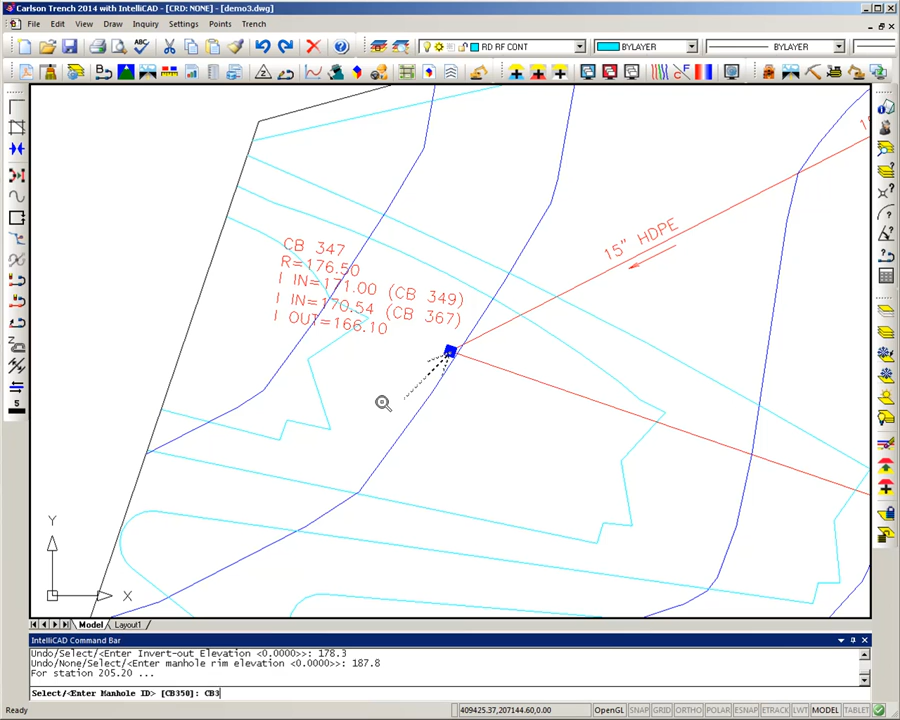 Carlson Trench 2014 with IntelliCAD - [CRD: NONE] - [demo3.dwg]
File Edit View Draw Inquiry Settings Points Trench
RD RF CONT BYLAYER BYLAYER
15" HDPE
CB 347
R=176.50
I IN=171.00 (CB 349)
I IN=170.54 (CB 367)
I OUT=166.10
5
Y
X
Model Layout1
IntelliCAD Command Bar
Undo/Select/<Enter Invert-out Elevation <0.0000>>: 178.3
Undo/None/Select/<Enter manhole rim elevation <0.0000>>: 187.8
For station 205.20 ...
Select/<Enter Manhole ID> [CB350]: CB3
Ready 409425.37,207144.60,0.00 OpenGL SNAP GRID ORTHO POLAR ESNAP ETRACK LWT MODEL TABLET